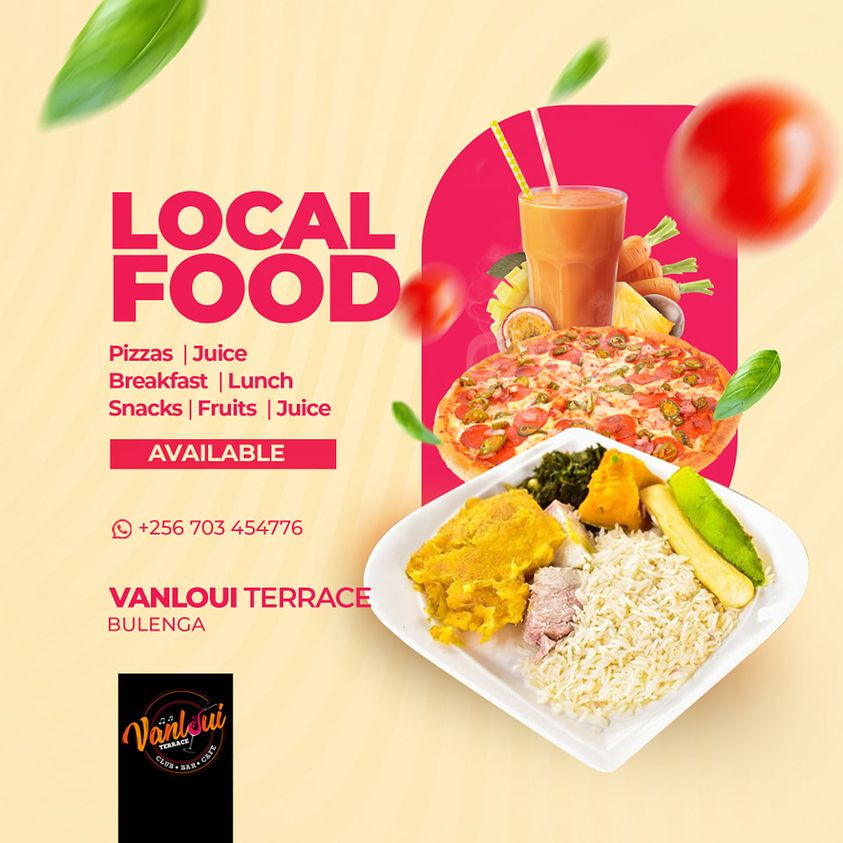 LOCAL
FOOD
Pizzas | Juice
Breakfast | Lunch
Snacks | Fruits | Juice
AVAILABLE
+256 703 454776
VANLOUI TERRACE
BULENGA
Vanloui
TERRACE
CLUB • BAR • CAFE